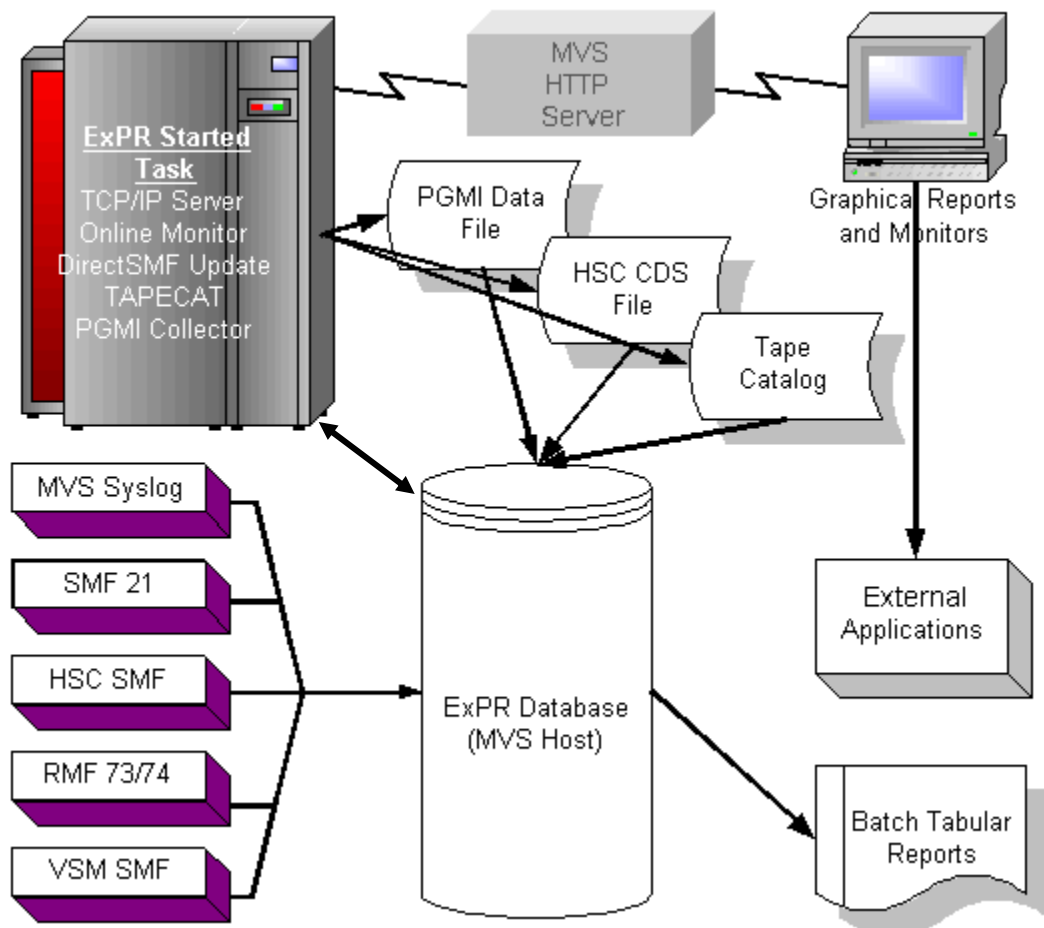 MVS
HTTP
Server
ExPR Started
Task
TCP/IP Server
Online Monitor
DirectSMF Update
TAPECAT
PGMI Collector
PGMI Data
File
HSC CDS
File
Tape
Catalog
Graphical Reports
and Monitors
MVS Syslog
SMF 21
HSC SMF
RMF 73/74
VSM SMF
ExPR Database
(MVS Host)
External
Applications
Batch Tabular
Reports